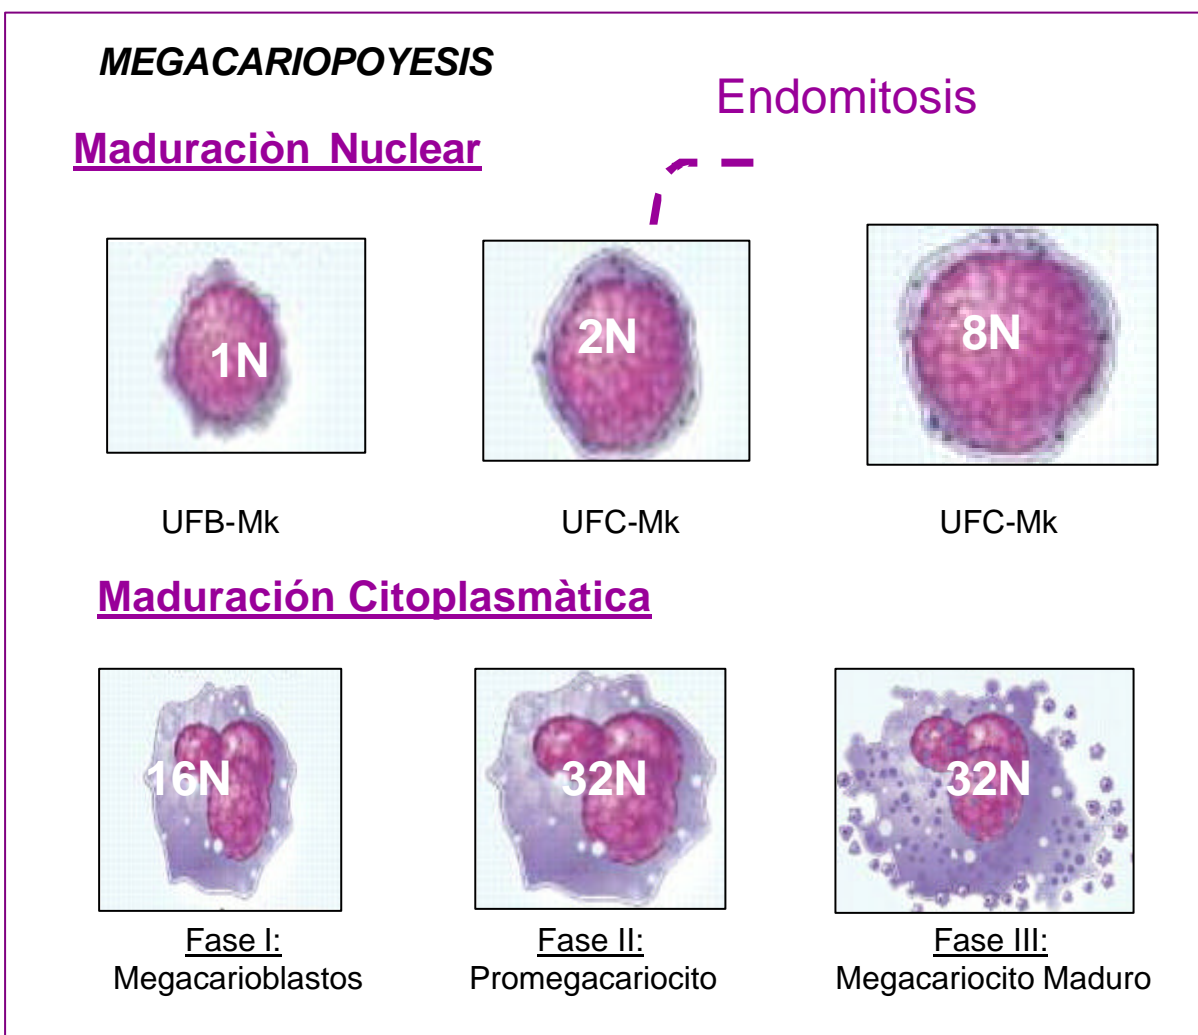 MEGACARIOPOYESIS
Endomitosis
Maduraciòn Nuclear
1N
2N
8N
UFB-Mk
UFC-Mk
UFC-Mk
Maduración Citoplasmàtica
16N
32N
32N
Fase I:
Megacarioblastos
Fase II:
Promegacariocito
Fase III:
Megacariocito Maduro